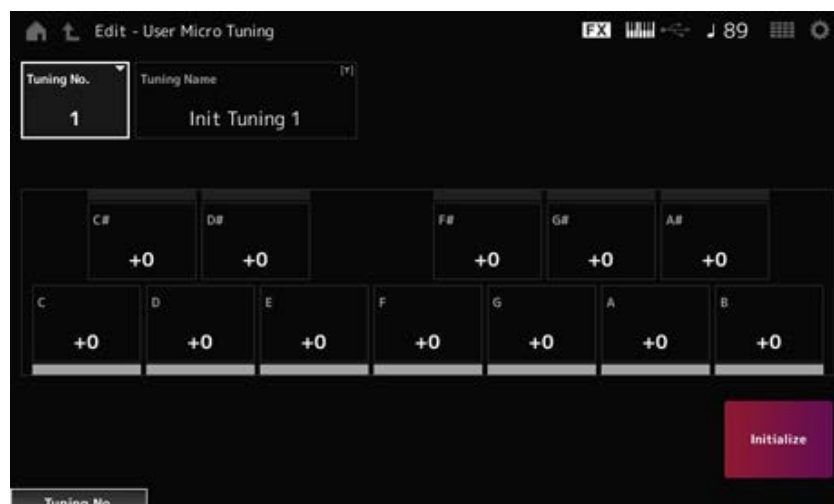 Edit - User Micro Tuning FX 89
Tuning No. Tuning Name [T]
1 Init Tuning 1
C# D# F# G# A#
+0 +0 +0 +0 +0
C D E F G A B
+0 +0 +0 +0 +0 +0 +0
Initialize
Tuning No.